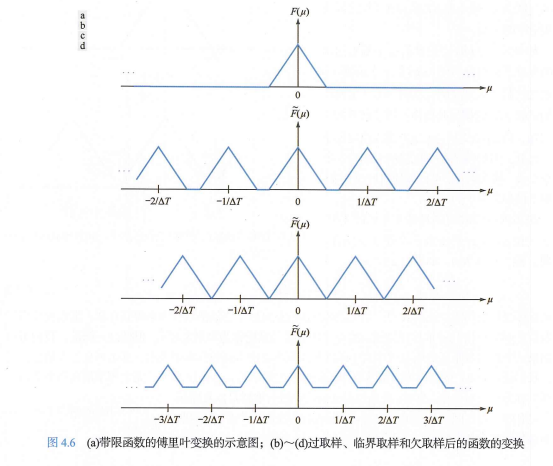 a
b
c
d
F(μ)
... ...
0
μ
F̃(μ)
... ...
-2/ΔT -1/ΔT 0 1/ΔT 2/ΔT
μ
F̃(μ)
... ...
-2/ΔT -1/ΔT 0 1/ΔT 2/ΔT
μ
F̃(μ)
... ...
-3/ΔT -2/ΔT -1/ΔT 0 1/ΔT 2/ΔT 3/ΔT
μ
图 4.6 (a)带限函数的傅里叶变换的示意图；(b)～(d)过取样、临界取样和欠取样后的函数的变换